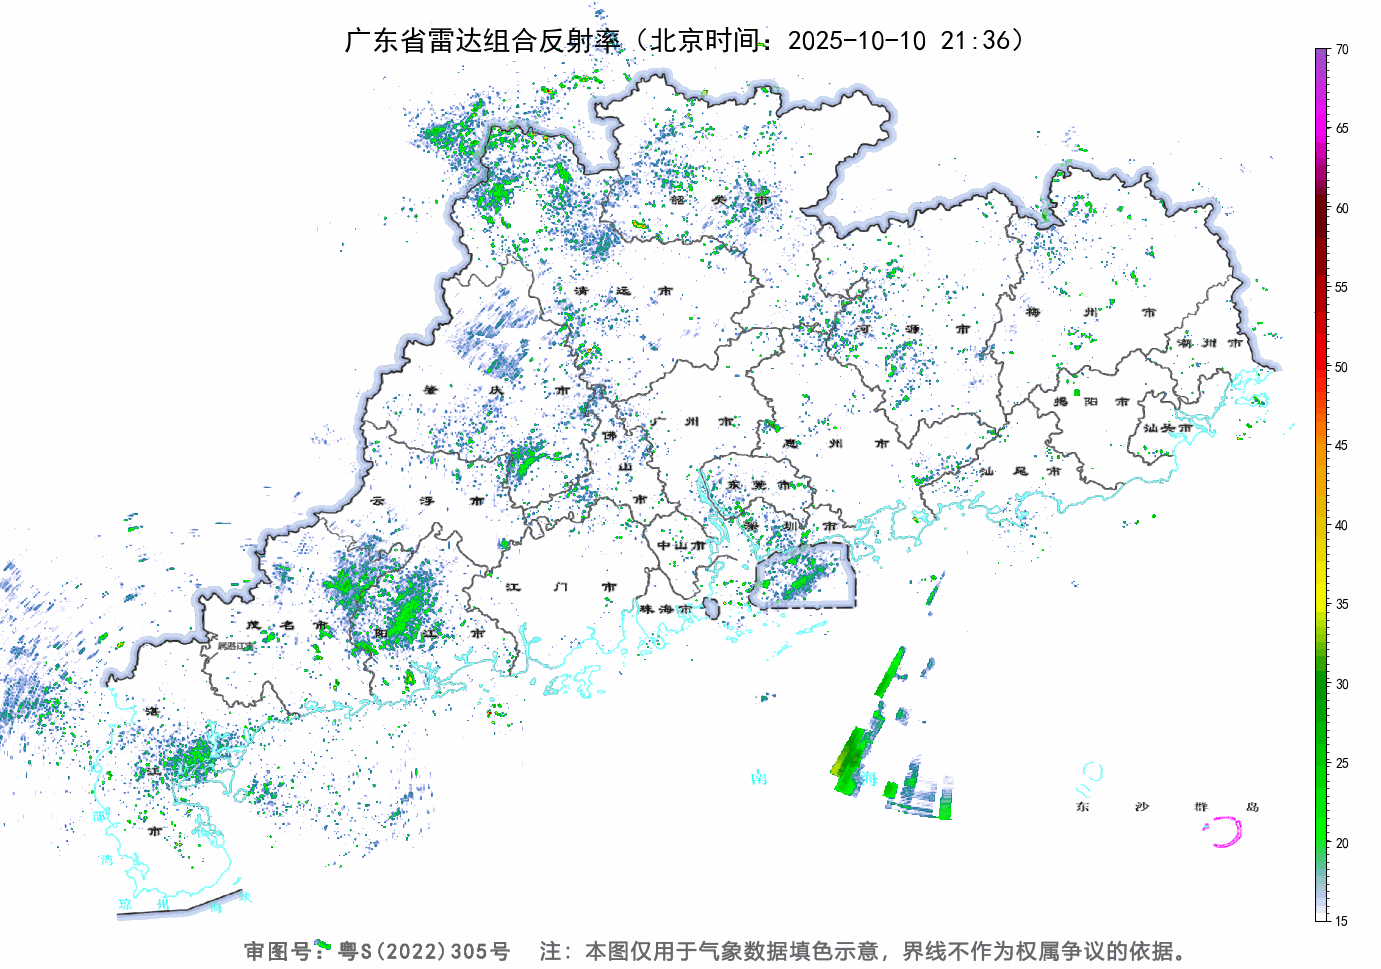 广东省雷达组合反射率（北京时间：2025-10-10 21:36）
70
65
60
55
50
45
40
35
30
25
20
15
韶关市
清远市
河源市
梅州市
潮州市
肇庆市
广州市
惠州市
揭阳市
汕头市
佛山市
云浮市
东莞市
汕尾市
深圳市
中山市
江门市
珠海市
茂名市
阳江市
属湛江市
湛江市
南海
东沙群岛
湾
琼州海峡
审图号：粤S(2022)305号 注：本图仅用于气象数据填色示意，界线不作为权属争议的依据。